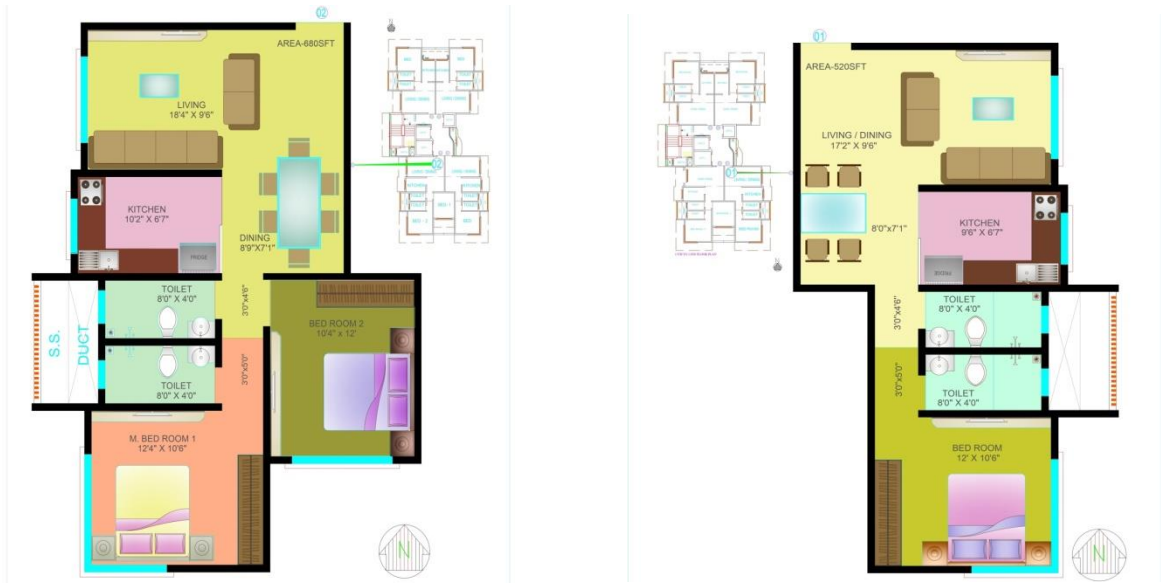 02
AREA-680SFT
LIVING
18'4" X 9'6"
KITCHEN
10'2" X 6'7"
FRIDGE
DINING
8'9"X7'1"
TOILET
8'0" X 4'0"
3'0"x4'6"
S.S.
DUCT
BED ROOM 2
10'4" x 12'
TOILET
8'0" X 4'0"
3'0"x5'0"
M. BED ROOM 1
12'4" X 10'6"
N
02
01
AREA-520SFT
LIVING / DINING
17'2" X 9'6"
01
8'0"x7'1"
KITCHEN
9'6" X 6'7"
FRIDGE
TOILET
8'0" X 4'0"
3'0"x4'6"
3'0"x5'0"
TOILET
8'0" X 4'0"
BED ROOM
12' X 10'6"
N